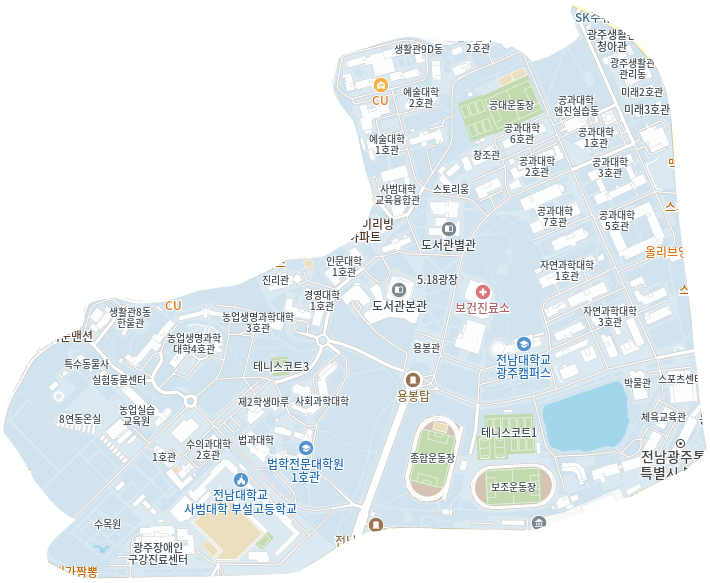 생활관9D동
2호관
광주생활관
청아관
광주생활관
관리동
CU
예술대학
2호관
공대운동장
공과대학
엔진실습동
미래2호관
미래3호관
예술대학
1호관
공과대학
6호관
공과대학
1호관
창조관
공과대학
2호관
공과대학
3호관
사범대학
교육융합관
스토리움
공과대학
7호관
공과대학
5호관
도서관별관
올리브영
인문대학
1호관
진리관
5.18광장
자연과학대학
1호관
경영대학
1호관
도서관본관
보건진료소
CU
생활관8동
한울관
농업생명과학대학
3호관
자연과학대학
3호관
농업생명과학
대학4호관
용봉관
특수동물사
테니스코트3
전남대학교
광주캠퍼스
실험동물센터
박물관
스포츠센터
용봉탑
제2학생마루
사회과학대학
농업실습
교육원
8연동온실
체육교육관
수의과대학
2호관
법과대학
테니스코트1
1호관
종합운동장
법학전문대학원
1호관
전남대학교
사범대학 부설고등학교
보조운동장
수목원
광주장애인
구강진료센터